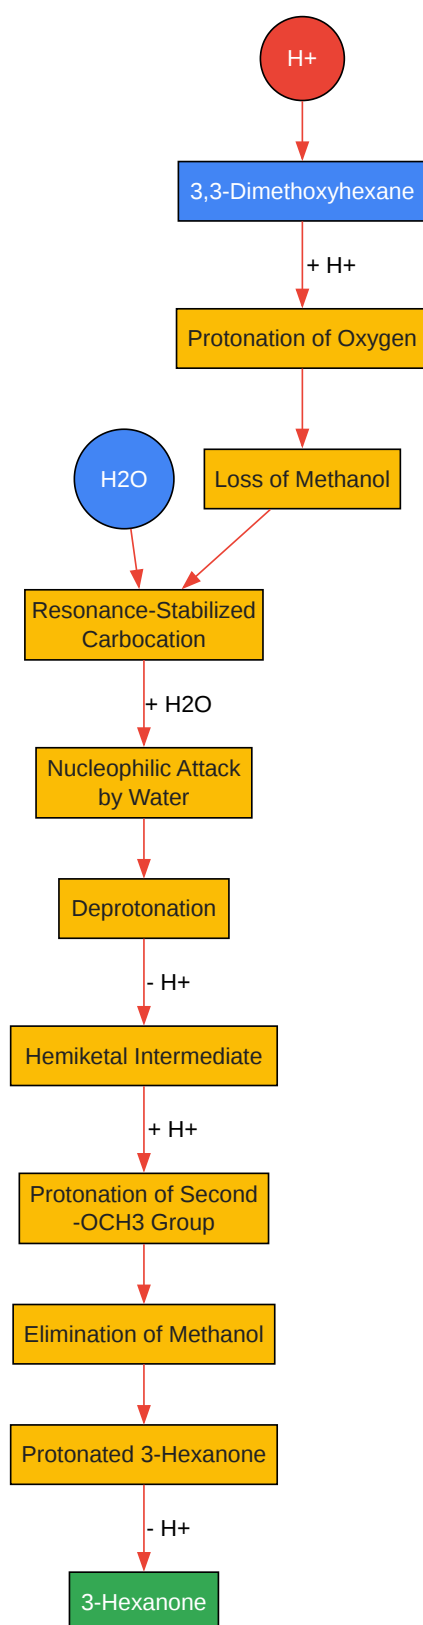 H+
3,3-Dimethoxyhexane
+ H+
Protonation of Oxygen
H2O
Loss of Methanol
Resonance-Stabilized
Carbocation
+ H2O
Nucleophilic Attack
by Water
Deprotonation
- H+
Hemiketal Intermediate
+ H+
Protonation of Second
-OCH3 Group
Elimination of Methanol
Protonated 3-Hexanone
- H+
3-Hexanone